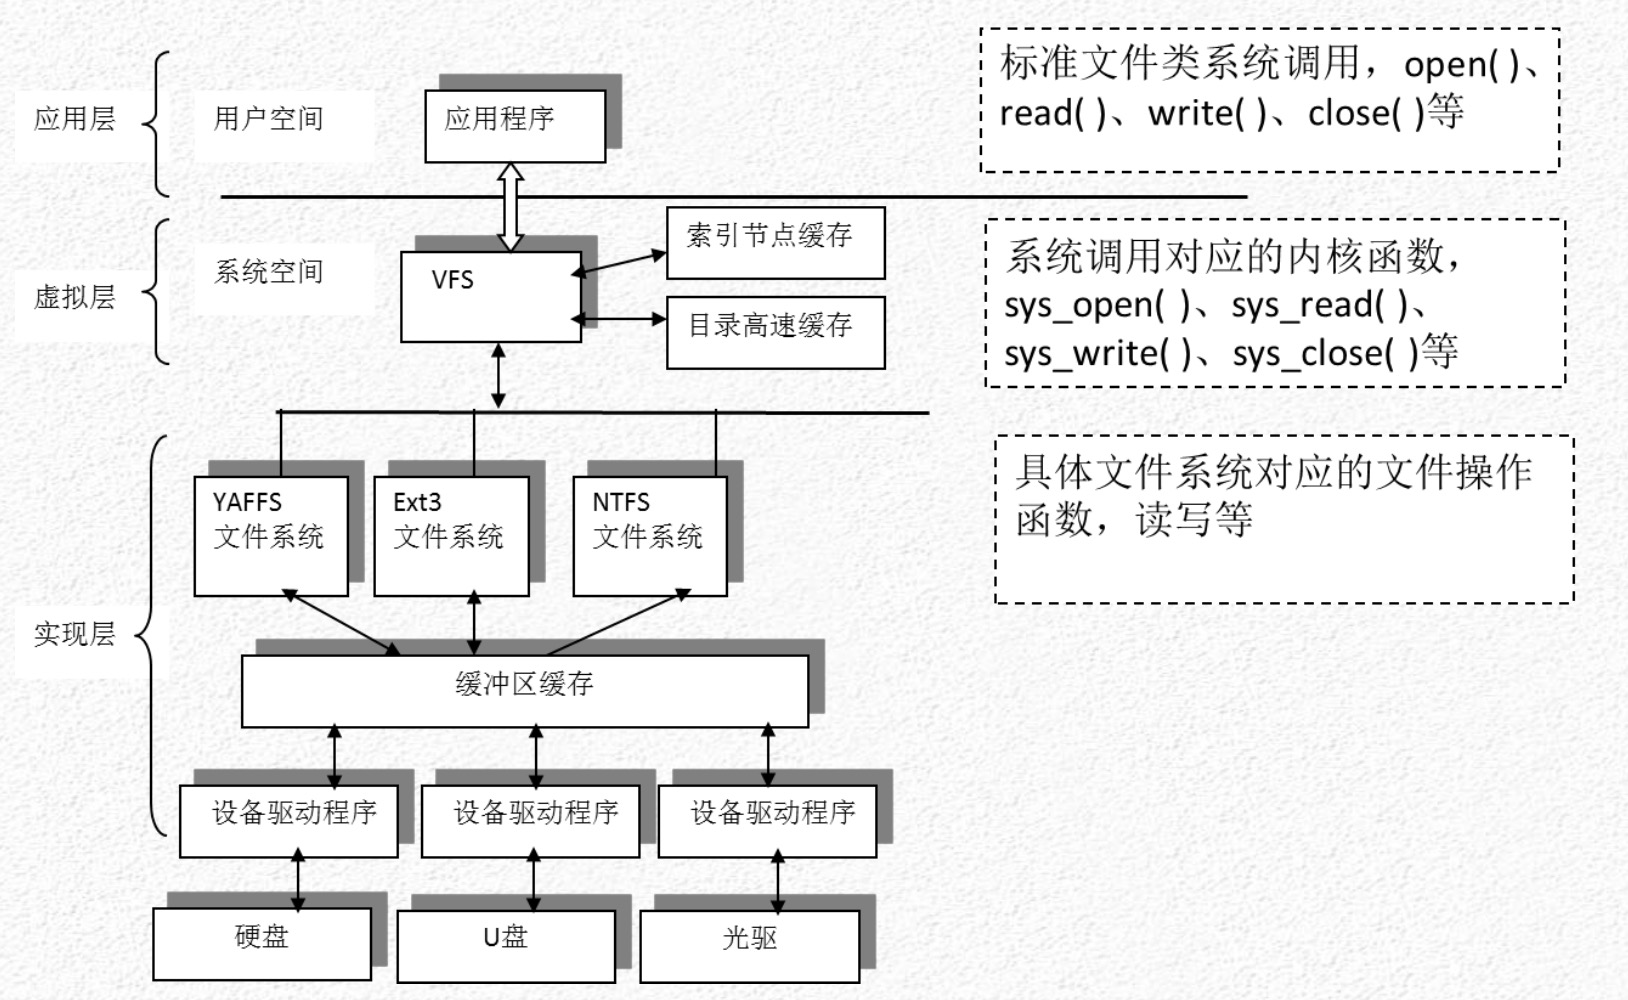 应用层
用户空间
应用程序
标准文件类系统调用，open( )、
read( )、write( )、close( )等
虚拟层
系统空间
VFS
索引节点缓存
目录高速缓存
系统调用对应的内核函数，
sys_open( )、sys_read( )、
sys_write( )、sys_close( )等
实现层
YAFFS
文件系统
Ext3
文件系统
NTFS
文件系统
具体文件系统对应的文件操作
函数，读写等
缓冲区缓存
设备驱动程序
设备驱动程序
设备驱动程序
硬盘
U盘
光驱